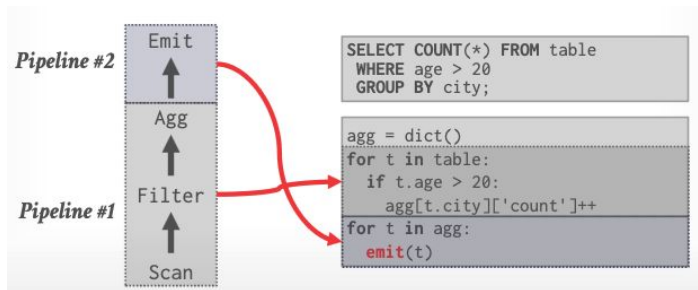 Pipeline #2
Emit
Agg
Pipeline #1
Filter
Scan
SELECT COUNT(*) FROM table
WHERE age > 20
GROUP BY city;
agg = dict()
for t in table:
if t.age > 20:
agg[t.city]['count']++
for t in agg:
emit(t)